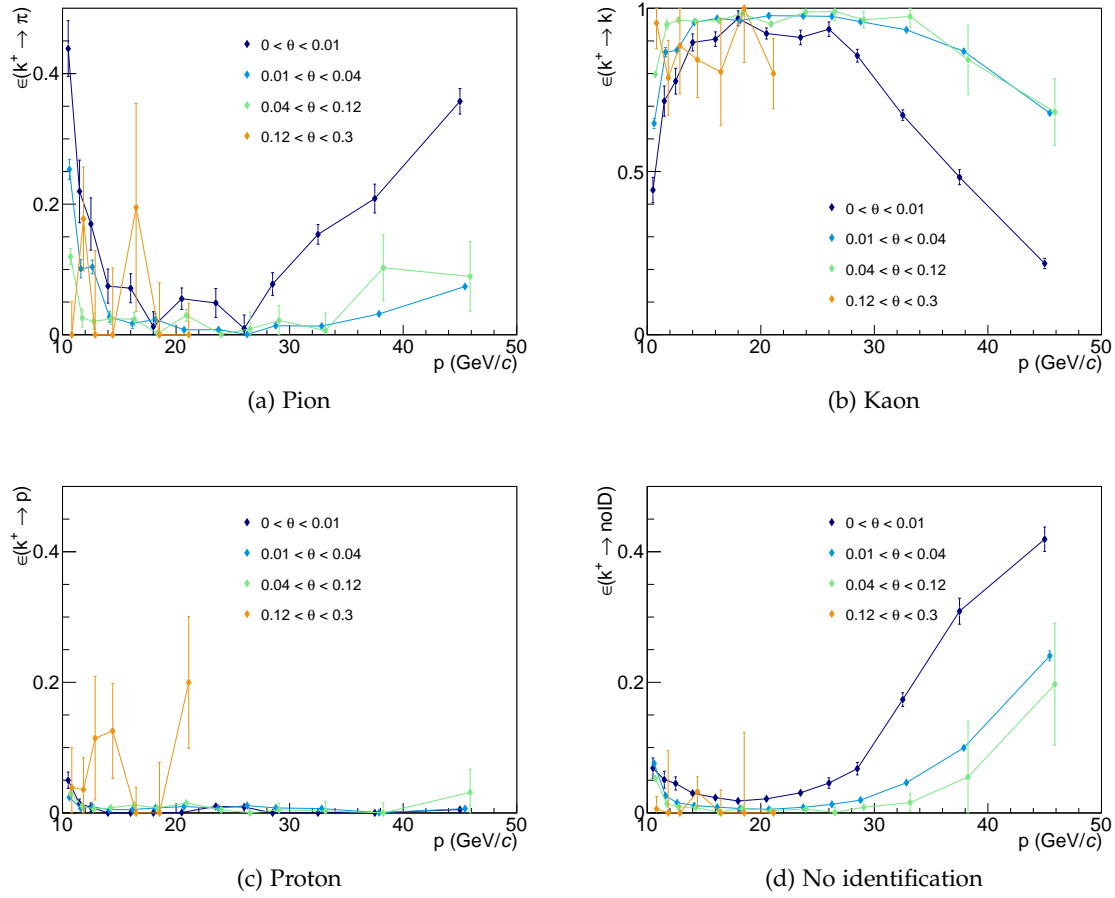 ϵ(k⁺ → π)
0.4
0.2
0
10 20 30 40 50
p (GeV/c)
0 < θ < 0.01
0.01 < θ < 0.04
0.04 < θ < 0.12
0.12 < θ < 0.3
(a) Pion
ϵ(k⁺ → k)
1
0.5
0
10 20 30 40 50
p (GeV/c)
0 < θ < 0.01
0.01 < θ < 0.04
0.04 < θ < 0.12
0.12 < θ < 0.3
(b) Kaon
ϵ(k⁺ → p)
0.4
0.2
0
10 20 30 40 50
p (GeV/c)
0 < θ < 0.01
0.01 < θ < 0.04
0.04 < θ < 0.12
0.12 < θ < 0.3
(c) Proton
ϵ(k⁺ → noID)
0.4
0.2
0
10 20 30 40 50
p (GeV/c)
0 < θ < 0.01
0.01 < θ < 0.04
0.04 < θ < 0.12
0.12 < θ < 0.3
(d) No identification